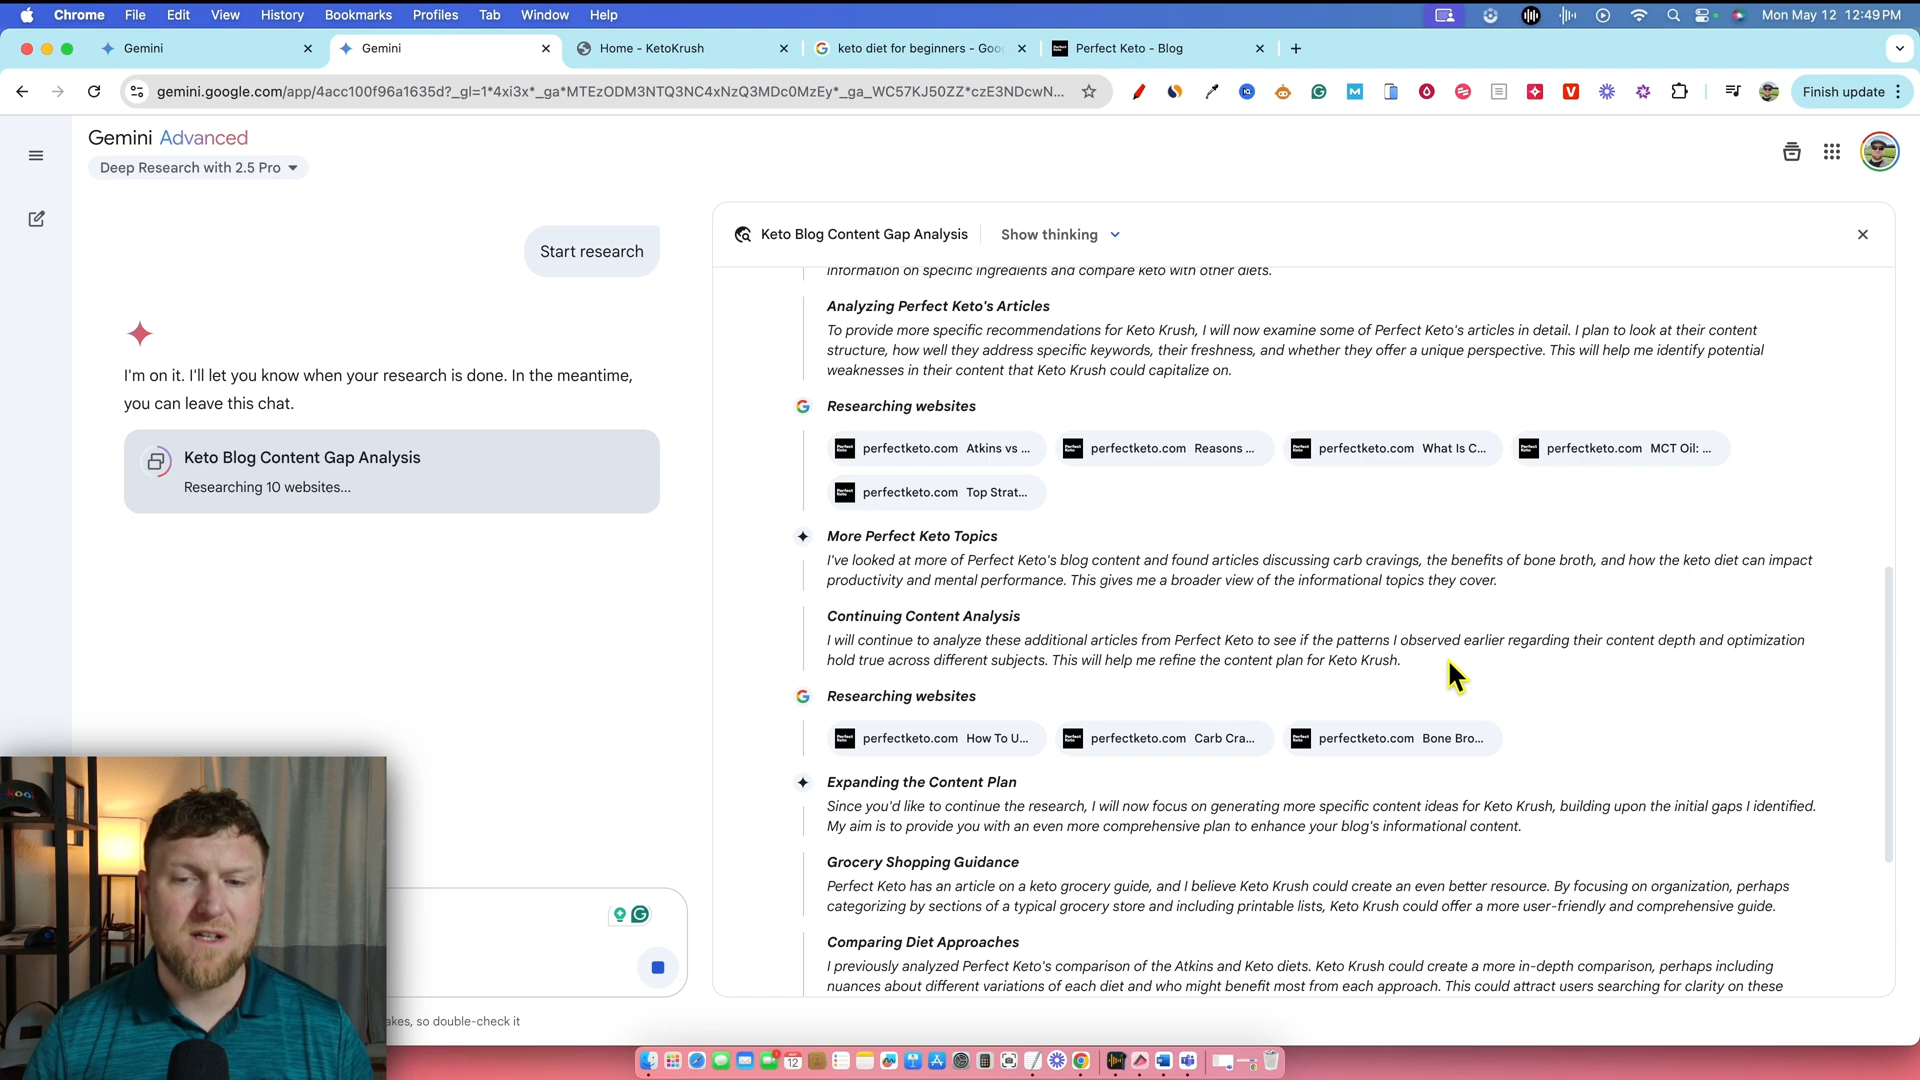 Chrome File Edit View History Bookmarks Profiles Tab Window Help Mon May 12 12:49 PM
Gemini Gemini Home - KetoKrush keto diet for beginners - Goo Perfect Keto - Blog
gemini.google.com/app/4acc100f96a1635d?_gl=1*4xi3x*_ga*MTEzODM3NTQ3NC4xNzQ3MDc0MzEy*_ga_WC57KJ50ZZ*czE3NDcwN... Finish update
Gemini Advanced
Deep Research with 2.5 Pro
Start research
I'm on it. I'll let you know when your research is done. In the meantime,
you can leave this chat.
Keto Blog Content Gap Analysis
Researching 10 websites...
akes, so double-check it
Keto Blog Content Gap Analysis Show thinking
information on specific ingredients and compare keto with other diets.
Analyzing Perfect Keto's Articles
To provide more specific recommendations for Keto Krush, I will now examine some of Perfect Keto's articles in detail. I plan to look at their content
structure, how well they address specific keywords, their freshness, and whether they offer a unique perspective. This will help me identify potential
weaknesses in their content that Keto Krush could capitalize on.
Researching websites
perfectketo.com Atkins vs ... perfectketo.com Reasons ... perfectketo.com What Is C... perfectketo.com MCT Oil: ...
perfectketo.com Top Strat...
More Perfect Keto Topics
I've looked at more of Perfect Keto's blog content and found articles discussing carb cravings, the benefits of bone broth, and how the keto diet can impact
productivity and mental performance. This gives me a broader view of the informational topics they cover.
Continuing Content Analysis
I will continue to analyze these additional articles from Perfect Keto to see if the patterns I observed earlier regarding their content depth and optimization
hold true across different subjects. This will help me refine the content plan for Keto Krush.
Researching websites
perfectketo.com How To U... perfectketo.com Carb Cra... perfectketo.com Bone Bro...
Expanding the Content Plan
Since you'd like to continue the research, I will now focus on generating more specific content ideas for Keto Krush, building upon the initial gaps I identified.
My aim is to provide you with an even more comprehensive plan to enhance your blog's informational content.
Grocery Shopping Guidance
Perfect Keto has an article on a keto grocery guide, and I believe Keto Krush could create an even better resource. By focusing on organization, perhaps
categorizing by sections of a typical grocery store and including printable lists, Keto Krush could offer a more user-friendly and comprehensive guide.
Comparing Diet Approaches
I previously analyzed Perfect Keto's comparison of the Atkins and Keto diets. Keto Krush could create a more in-depth comparison, perhaps including
nuances about different variations of each diet and who might benefit most from each approach. This could attract users searching for clarity on these